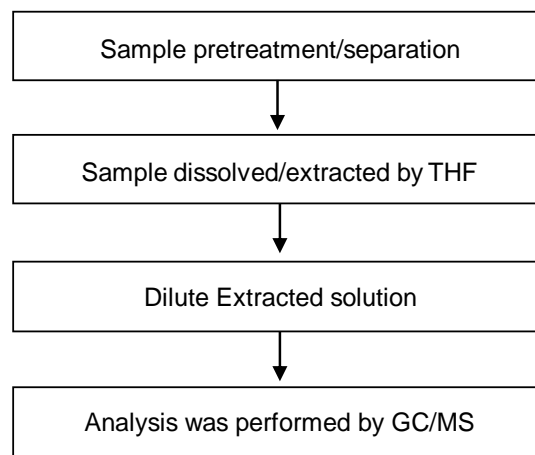 Sample pretreatment/separation
Sample dissolved/extracted by THF
Dilute Extracted solution
Analysis was performed by GC/MS